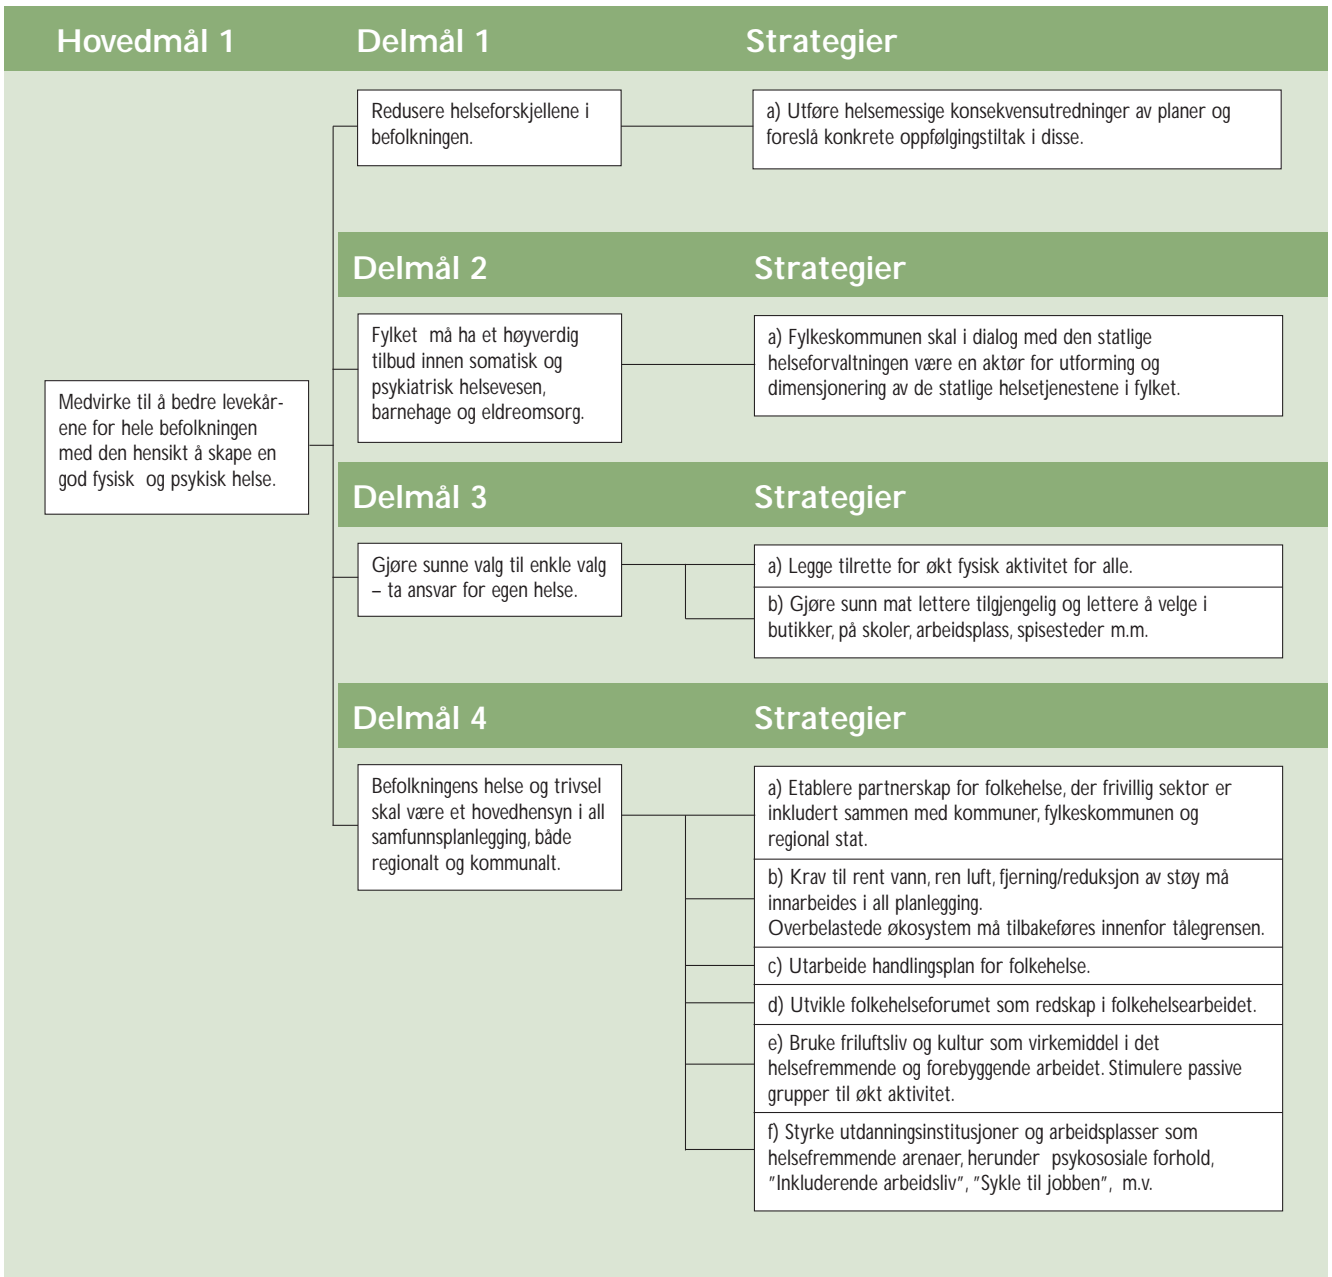 Hovedmål 1
Delmål 1
Strategier
Redusere helseforskjellene i
befolkningen.
a) Utføre helsemessige konsekvensutredninger av planer og
foreslå konkrete oppfølgingstiltak i disse.
Delmål 2
Strategier
Fylket må ha et høyverdig
tilbud innen somatisk og
psykiatrisk helsevesen,
barnehage og eldreomsorg.
a) Fylkeskommunen skal i dialog med den statlige
helseforvaltningen være en aktør for utforming og
dimensjonering av de statlige helsetjenestene i fylket.
Medvirke til å bedre levekår-
ene for hele befolkningen
med den hensikt å skape en
god fysisk og psykisk helse.
Delmål 3
Strategier
Gjøre sunne valg til enkle valg
– ta ansvar for egen helse.
a) Legge tilrette for økt fysisk aktivitet for alle.
b) Gjøre sunn mat lettere tilgjengelig og lettere å velge i
butikker, på skoler, arbeidsplass, spisesteder m.m.
Delmål 4
Strategier
Befolkningens helse og trivsel
skal være et hovedhensyn i all
samfunnsplanlegging, både
regionalt og kommunalt.
a) Etablere partnerskap for folkehelse, der frivillig sektor er
inkludert sammen med kommuner, fylkeskommunen og
regional stat.
b) Krav til rent vann, ren luft, fjerning/reduksjon av støy må
innarbeides i all planlegging.
Overbelastede økosystem må tilbakeføres innenfor tålegrensen.
c) Utarbeide handlingsplan for folkehelse.
d) Utvikle folkehelseforumet som redskap i folkehelsearbeidet.
e) Bruke friluftsliv og kultur som virkemiddel i det
helsefremmende og forebyggende arbeidet. Stimulere passive
grupper til økt aktivitet.
f) Styrke utdanningsinstitusjoner og arbeidsplasser som
helsefremmende arenaer, herunder psykososiale forhold,
"Inkluderende arbeidsliv", "Sykle til jobben", m.v.